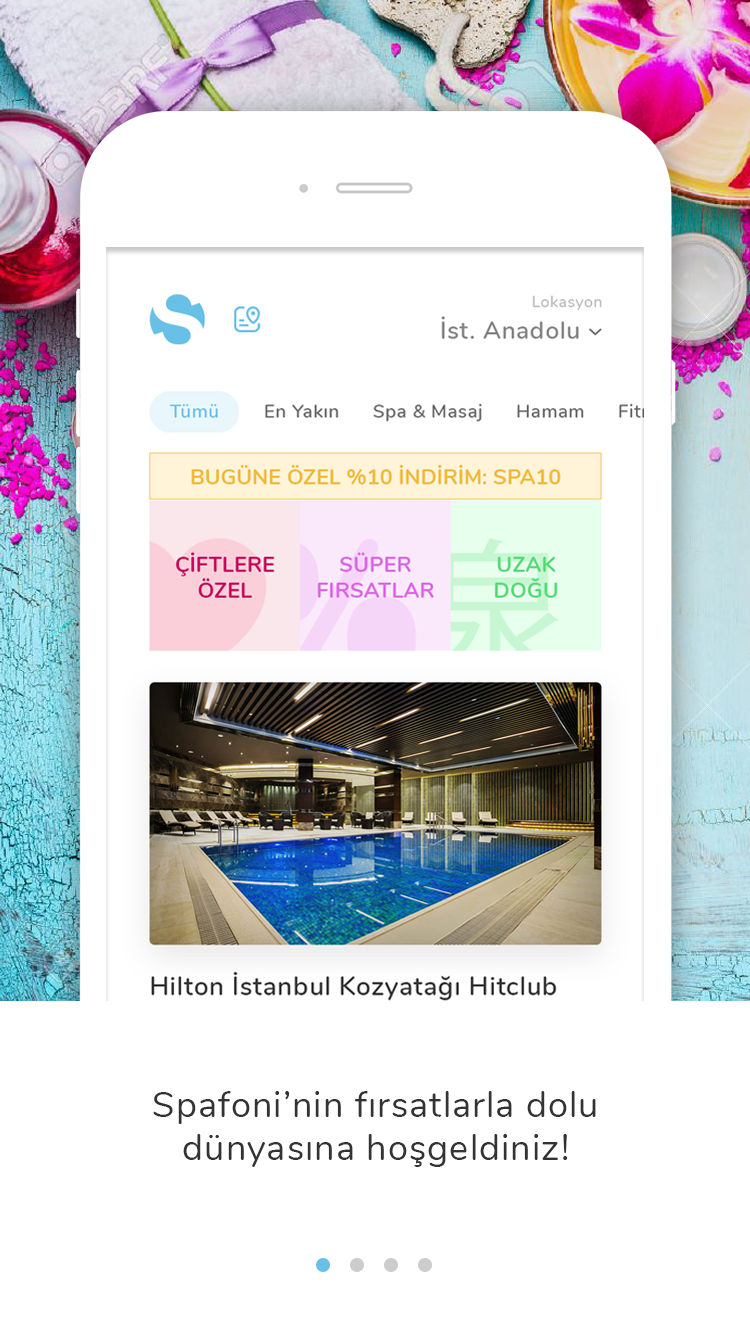 Lokasyon
İst. Anadolu
Tümü En Yakın Spa & Masaj Hamam Fit
BUGÜNE ÖZEL %10 İNDİRİM: SPA10
ÇİFTLERE
ÖZEL
SÜPER
FIRSATLAR
UZAK
DOĞU
泉
Hilton İstanbul Kozyatağı Hitclub
Spafoni’nin fırsatlarla dolu
dünyasına hoşgeldiniz!